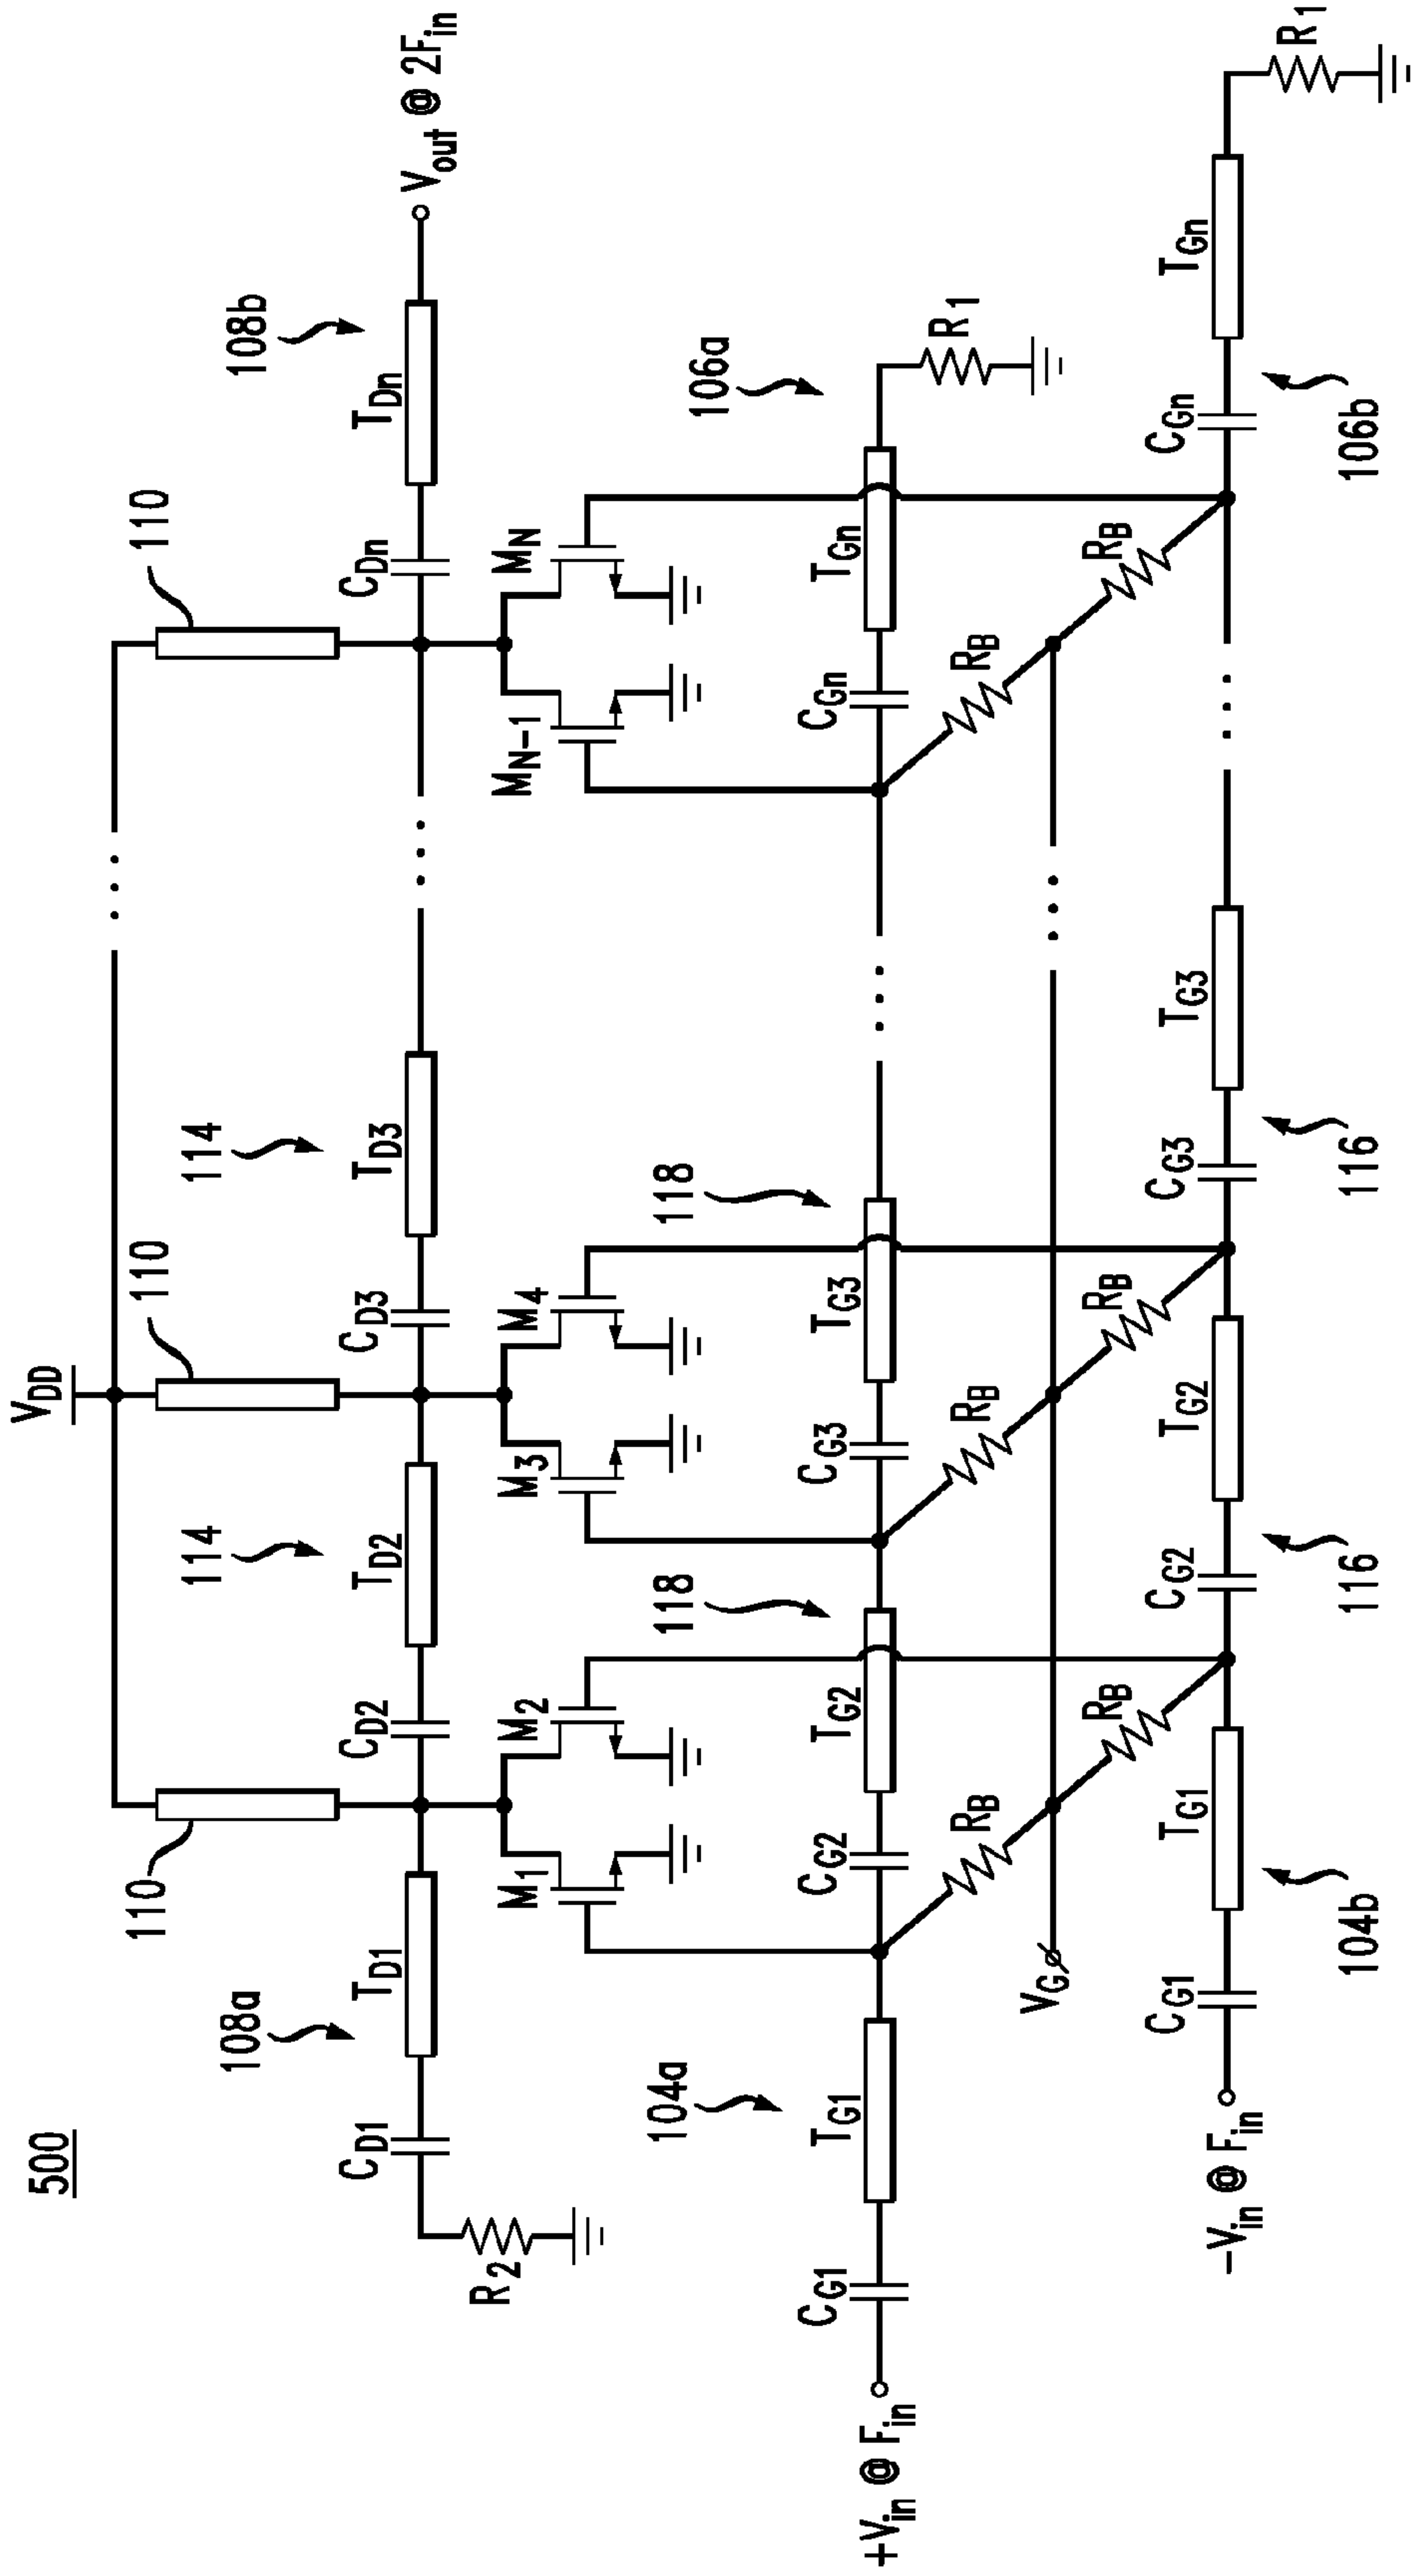 500
V_DD
110
110
110
108a
114
114
108b
C_D1
T_D1
C_D2
T_D2
C_D3
T_D3
C_Dn
T_Dn
V_out @ 2F_in
R_2
M_1
M_2
M_3
M_4
M_N-1
M_N
104a
118
118
106a
+V_in @ F_in
C_G1
T_G1
C_G2
T_G2
C_G3
T_G3
C_Gn
T_Gn
R_1
R_B
R_B
R_B
V_G
R_B
R_B
R_B
-V_in @ F_in
C_G1
T_G1
C_G2
T_G2
C_G3
T_G3
C_Gn
T_Gn
R_1
104b
116
116
106b